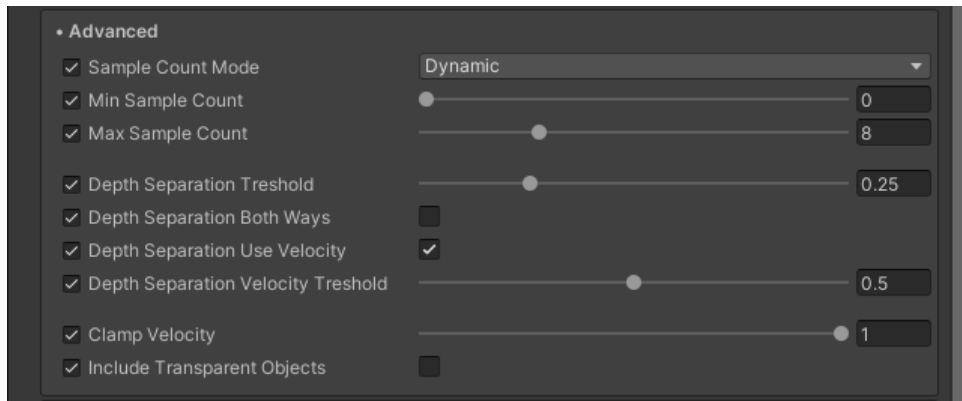 • Advanced
Sample Count Mode Dynamic
Min Sample Count 0
Max Sample Count 8
Depth Separation Treshold 0.25
Depth Separation Both Ways
Depth Separation Use Velocity
Depth Separation Velocity Treshold 0.5
Clamp Velocity 1
Include Transparent Objects